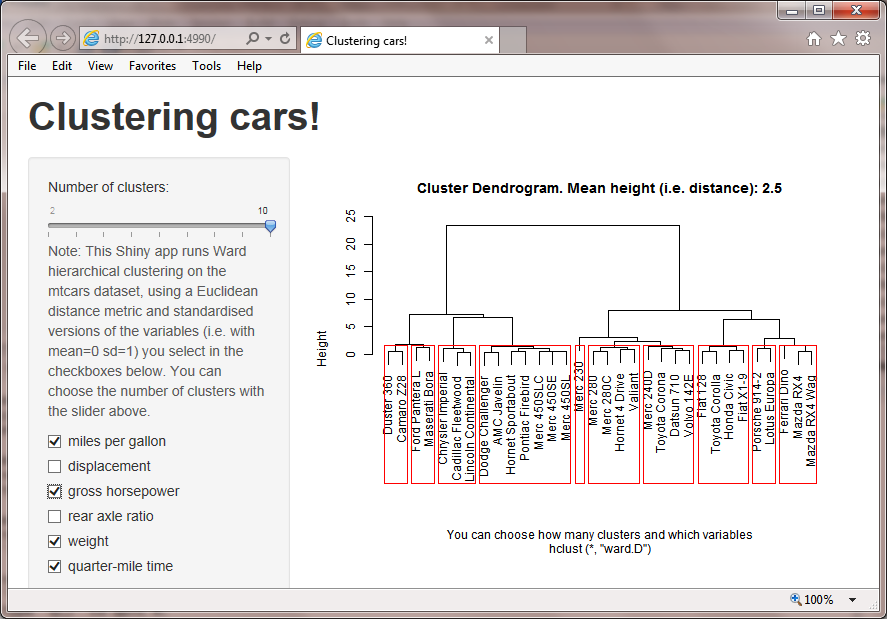 http://127.0.0.1:4990/
Clustering cars!
File Edit View Favorites Tools Help
Clustering cars!
Number of clusters:
2 10
Note: This Shiny app runs Ward
hierarchical clustering on the
mtcars dataset, using a Euclidean
distance metric and standardised
versions of the variables (i.e. with
mean=0 sd=1) you select in the
checkboxes below. You can
choose the number of clusters with
the slider above.
miles per gallon
displacement
gross horsepower
rear axle ratio
weight
quarter-mile time
Cluster Dendrogram. Mean height (i.e. distance): 2.5
Height
25
20
15
10
5
0
Duster 360
Camaro Z28
Ford Pantera L
Maserati Bora
Chrysler Imperial
Cadillac Fleetwood
Lincoln Continental
Dodge Challenger
AMC Javelin
Hornet Sportabout
Pontiac Firebird
Merc 450SLC
Merc 450SE
Merc 450SL
Merc 230
Merc 280
Merc 280C
Hornet 4 Drive
Valiant
Merc 240D
Toyota Corona
Datsun 710
Volvo 142E
Fiat 128
Toyota Corolla
Honda Civic
Fiat X1-9
Porsche 914-2
Lotus Europa
Ferrari Dino
Mazda RX4
Mazda RX4 Wag
You can choose how many clusters and which variables
hclust (*, "ward.D")
100%